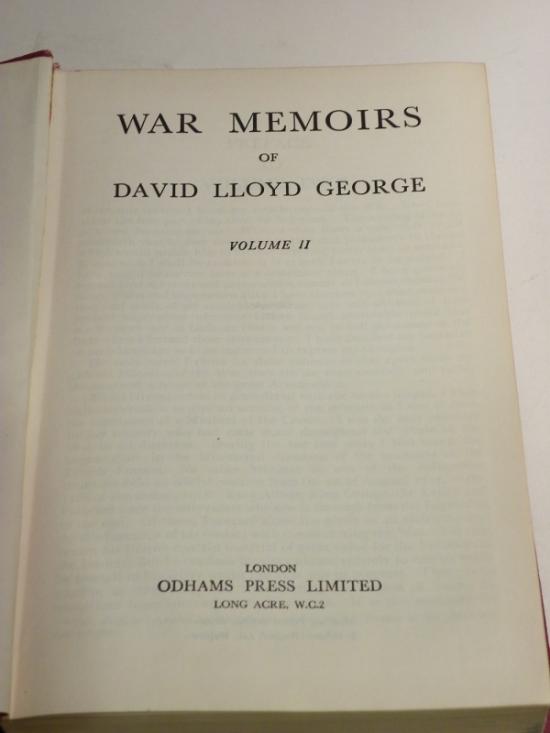 WAR MEMOIRS
OF
DAVID LLOYD GEORGE
VOLUME II
LONDON
ODHAMS PRESS LIMITED
LONG ACRE, W.C.2